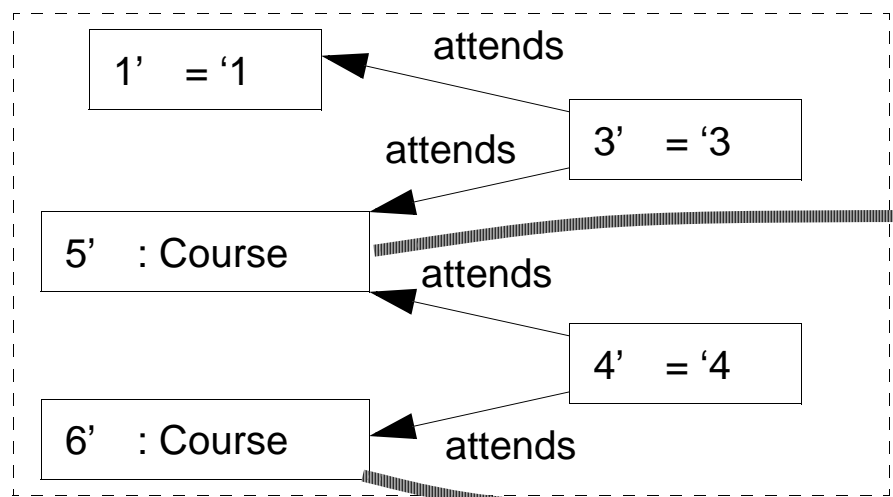 attends
1’ = ‘1
3’ = ‘3
attends
5’ : Course
attends
4’ = ‘4
6’ : Course
attends